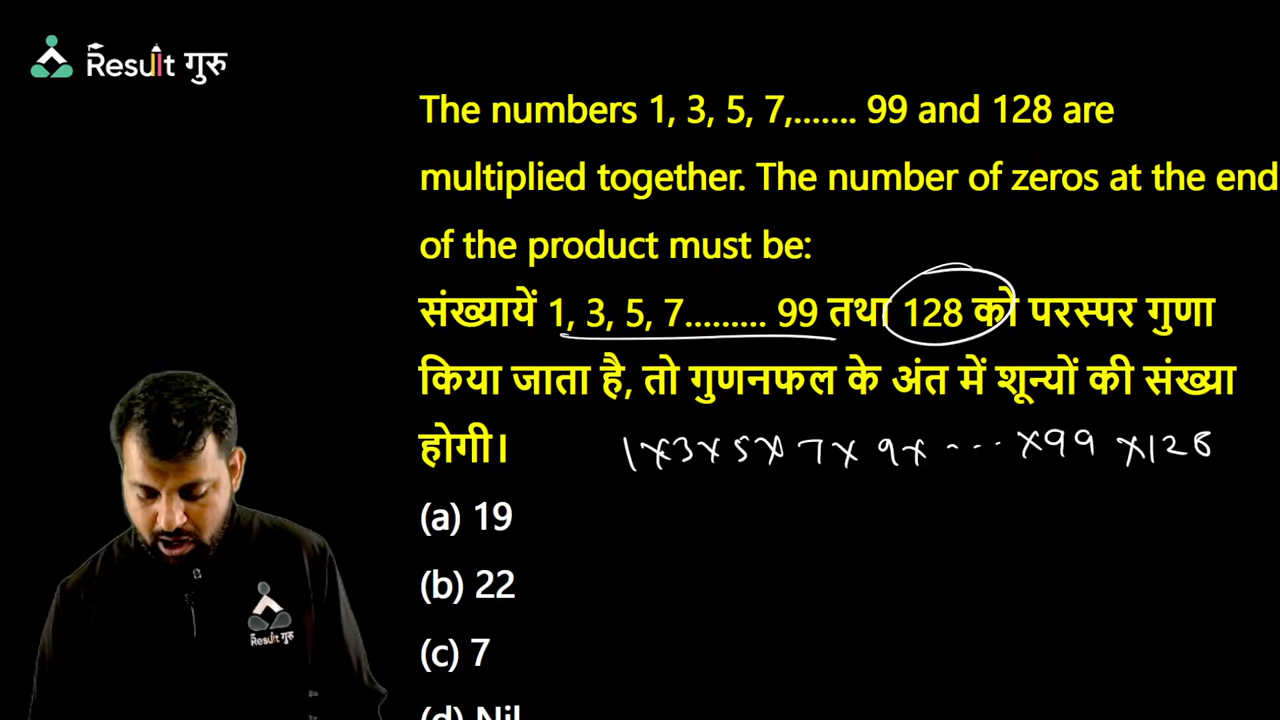 Result गुरु
The numbers 1, 3, 5, 7,....... 99 and 128 are
multiplied together. The number of zeros at the end
of the product must be:
संख्यायें 1, 3, 5, 7......... 99 तथा 128 को परस्पर गुणा
किया जाता है, तो गुणनफल के अंत में शून्यों की संख्या
होगी।
1×3×5×7×9×---×99×128
(a) 19
(b) 22
(c) 7
(d) Nil
Result गुरु